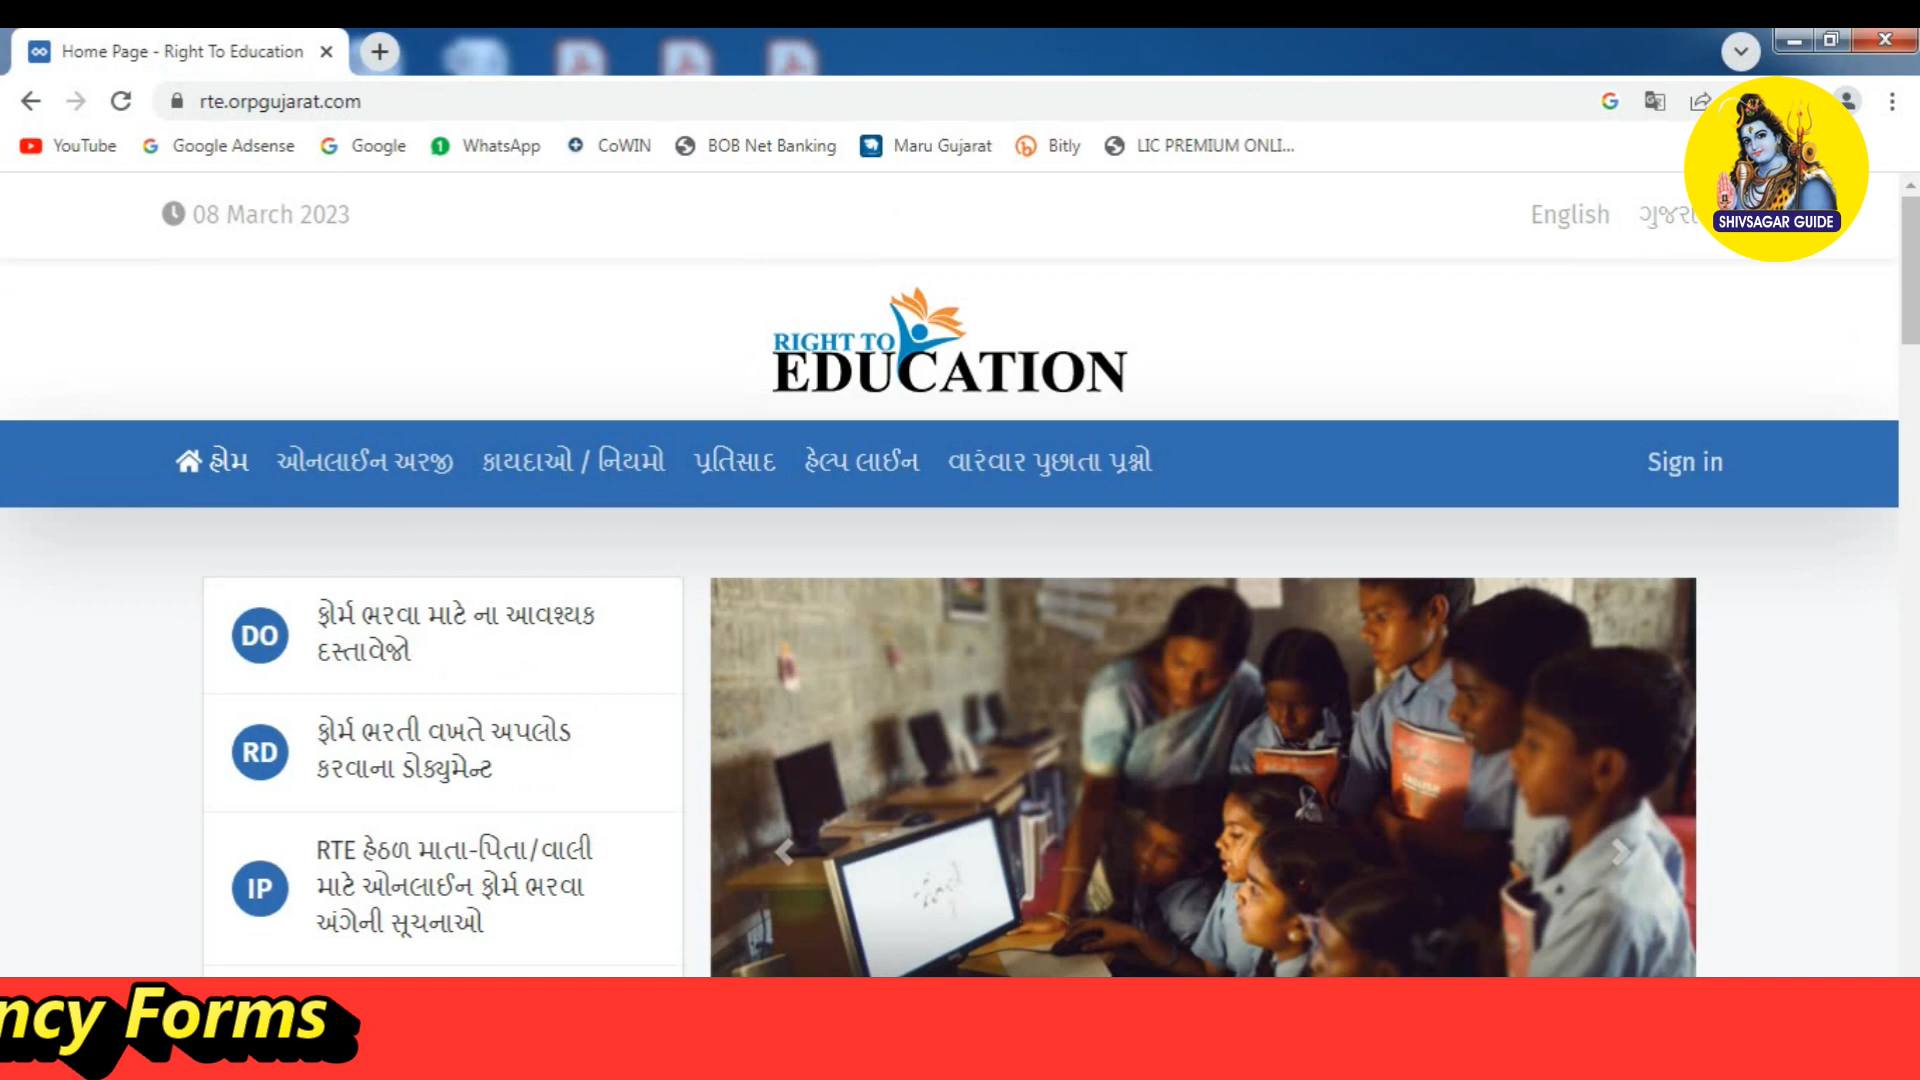 Home Page - Right To Education
rte.orpgujarat.com
YouTube Google Adsense Google WhatsApp CoWIN BOB Net Banking Maru Gujarat Bitly LIC PREMIUM ONLI...
08 March 2023
English
SHIVSAGAR GUIDE
RIGHT TO
EDUCATION
હોમ ઓનલાઈન અરજી કાયદાઓ / નિયમો પ્રતિસાદ હેલ્પ લાઈન વારંવાર પુછાતા પ્રશ્નો Sign in
DO
ફોર્મ ભરવા માટે ના આવશ્યક
દસ્તાવેજો
RD
ફોર્મ ભરતી વખતે અપલોડ
કરવાના ડોક્યુમેન્ટ
IP
RTE હેઠળ માતા-પિતા/વાલી
માટે ઓનલાઈન ફોર્મ ભરવા
અંગેની સૂચનાઓ
ncy Forms